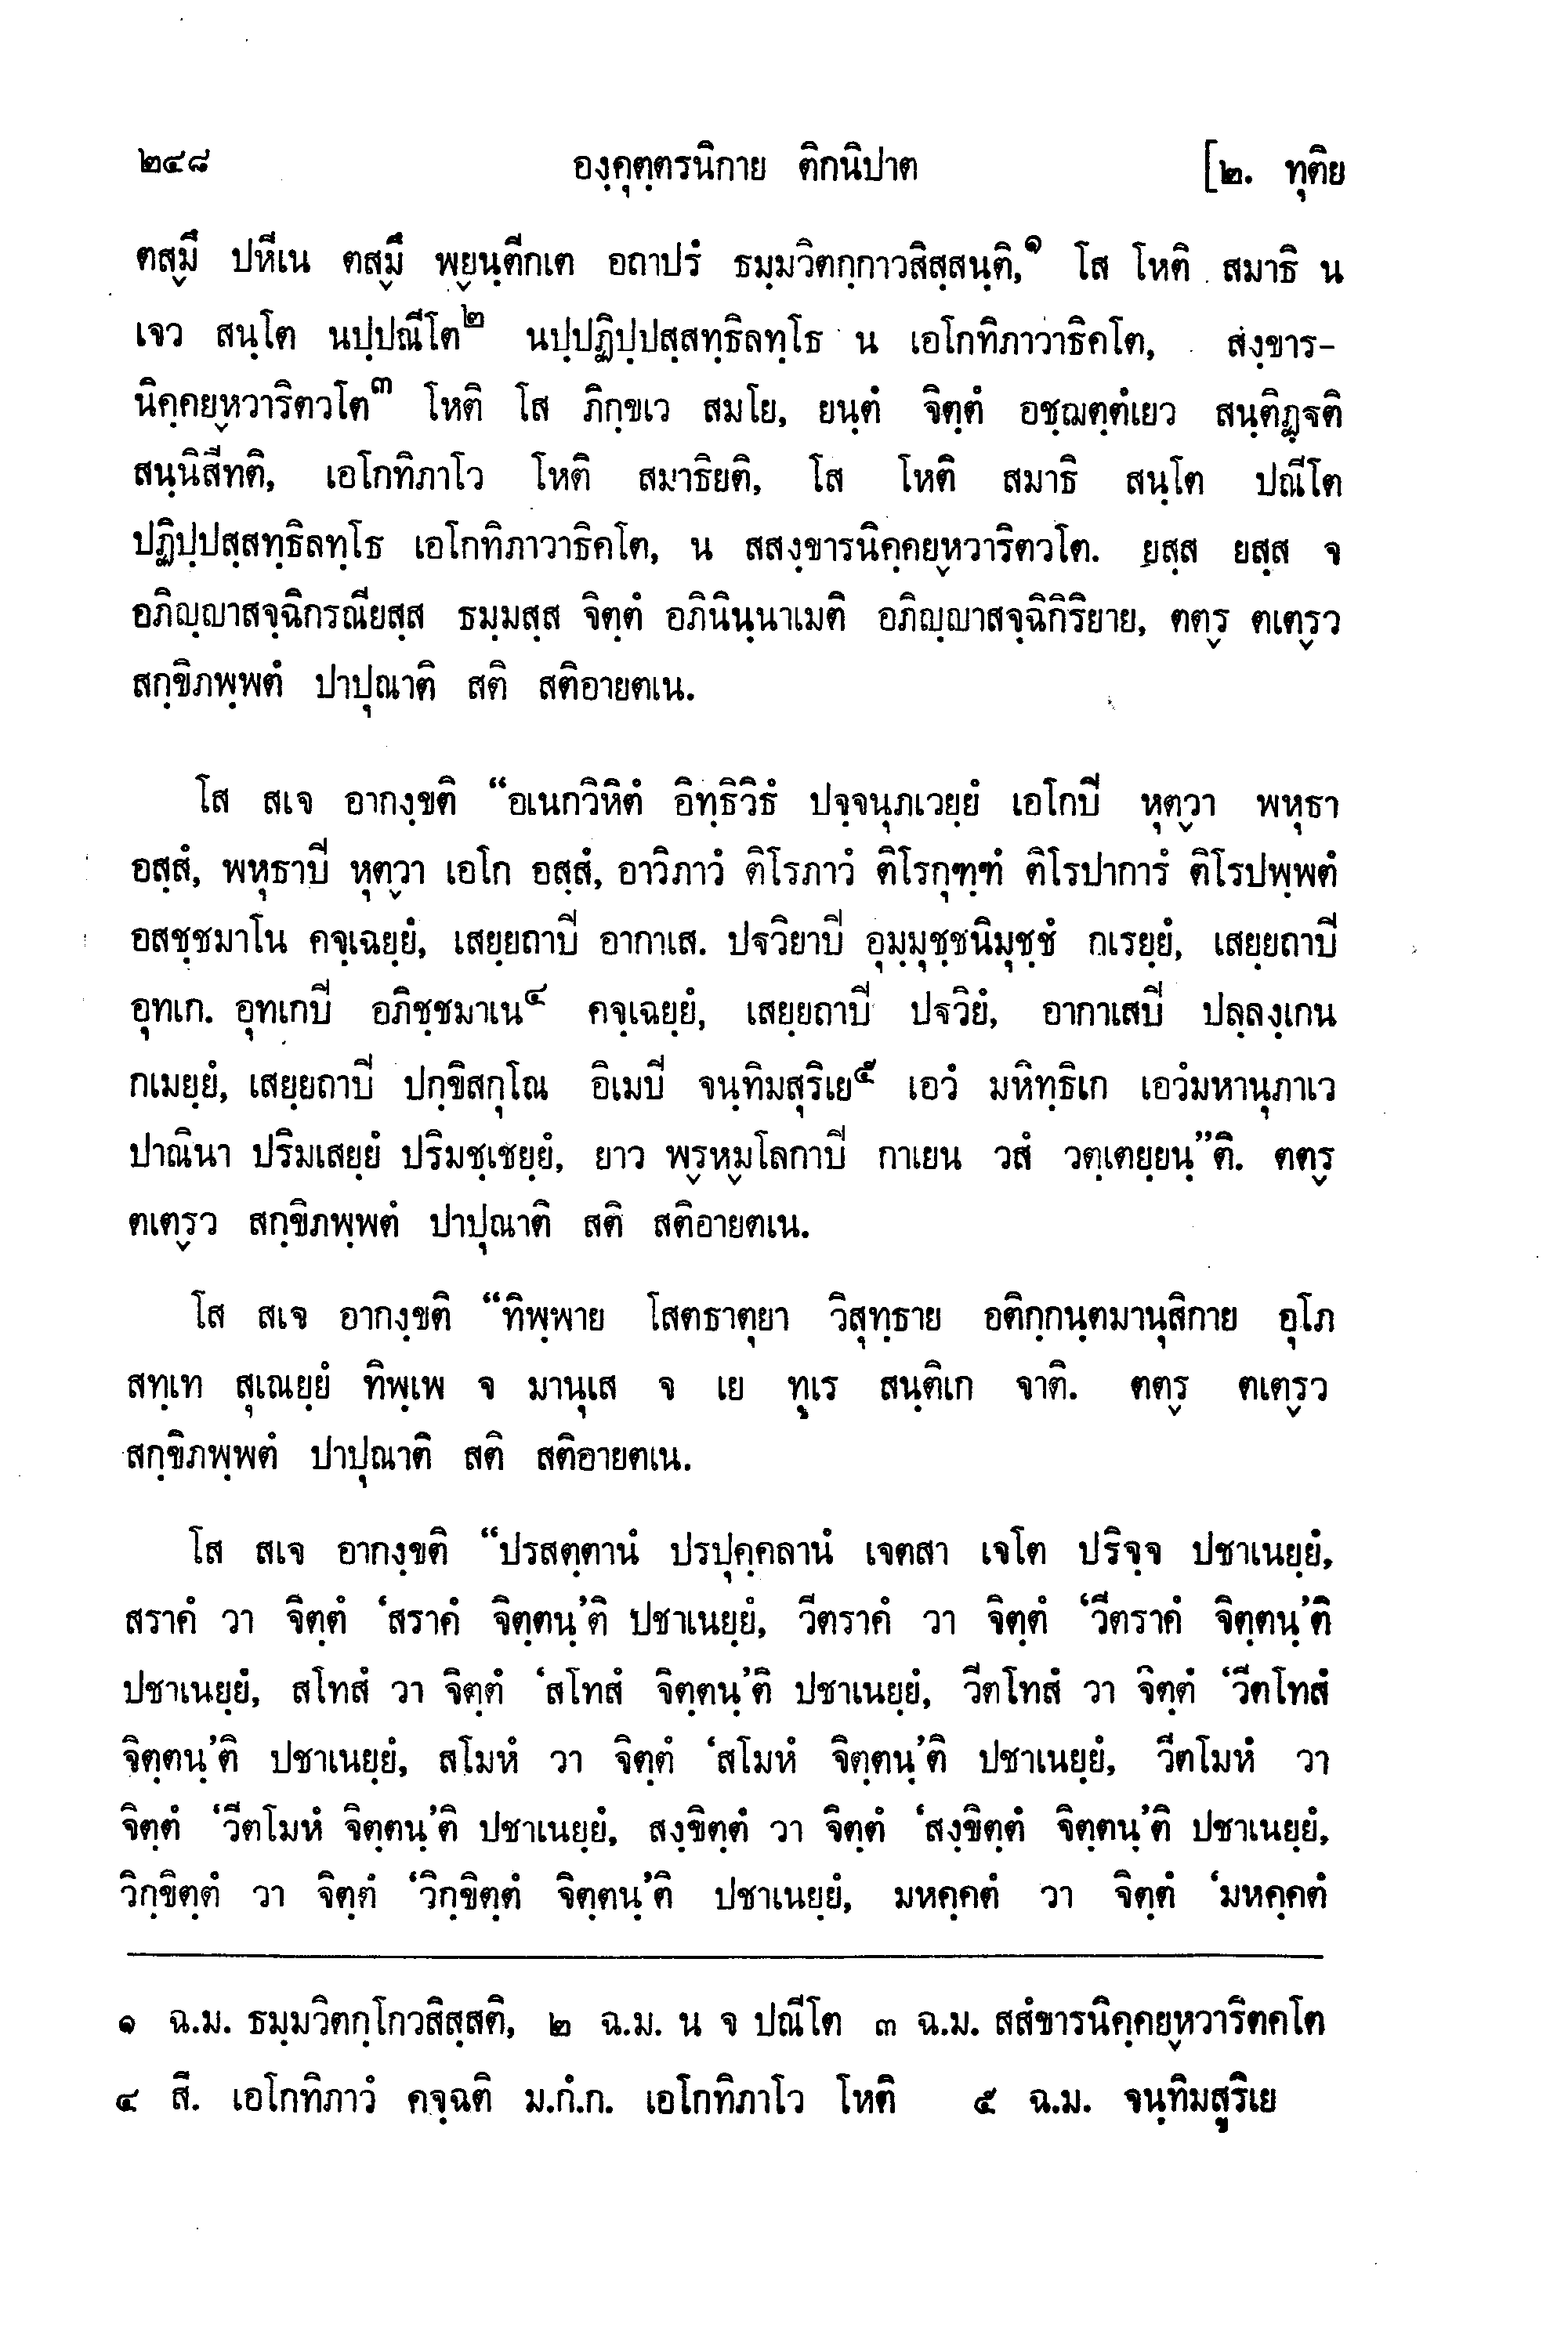 ๒๔๘ องฺคุตฺตรนิกาย ติกนิปาต [๒. ทุติย
ตสฺมึ ปหีเน ตสฺมึ พฺยนฺตีกเต อถาปรํ ธมฺมวิตกฺกาวสิสฺสนฺติ,๑ โส โหติ สมาธิ น
เจว สนฺโต นปฺปณีโต๒ นปฺปฏิปฺปสฺสทฺธิลทฺโธ น เอโกทิภาวาธิคโต, สงฺขาร-
นิคฺคยฺหวาริตวโต๓ โหติ โส ภิกฺขเว สมโย, ยนฺตํ จิตฺตํ อชฺฌตฺตํเยว สนฺติฏฺฐติ
สนฺนิสีทติ, เอโกทิภาโว โหติ สมาธิยติ, โส โหติ สมาธิ สนฺโต ปณีโต
ปฏิปฺปสฺสทฺธิลทฺโธ เอโกทิภาวาธิคโต, น สสงฺขารนิคฺคยฺหวาริตวโต. ยสฺส ยสฺส จ
อภิญฺญาสจฺฉิกรณียสฺส ธมฺมสฺส จิตฺตํ อภินินฺนาเมติ อภิญฺญาสจฺฉิกิริยาย, ตตฺร ตเตฺรว
สกฺขิภพฺพตํ ปาปุณาติ สติ สติอายตเน.
โส สเจ อากงฺขติ “อเนกวิหิตํ อิทฺธิวิธํ ปจฺจนุภเวยฺยํ เอโกปี หุตฺวา พหุธา
อสฺสํ, พหุธาปี หุตฺวา เอโก อสฺสํ, อาวิภาวํ ติโรภาวํ ติโรกุฑฺฑํ ติโรปาการํ ติโรปพฺพตํ
อสชฺชมาโน คจฺเฉยฺยํ, เสยฺยถาปี อากาเส. ปฐวิยาปี อุมฺมุชฺชนิมุชฺชํ กเรยฺยํ, เสยฺยถาปี
อุทเก. อุทเกปี อภิชฺชมาเน๔ คจฺเฉยฺยํ, เสยฺยถาปี ปฐวิยํ, อากาเสปี ปลฺลงฺเกน
กเมยฺยํ, เสยฺยถาปี ปกฺขิสกุโณ อิเมปี จนฺทิมสุริเย๕ เอวํ มหิทฺธิเก เอวํมหานุภาเว
ปาณินา ปริมเสยฺยํ ปริมชฺเชยฺยํ, ยาว พฺรหฺมโลกาปี กาเยน วสํ วตฺเตยฺยนฺ”ติ. ตตฺร
ตเตฺรว สกฺขิภพฺพตํ ปาปุณาติ สติ สติอายตเน.
โส สเจ อากงฺขติ “ทิพฺพาย โสตธาตุยา วิสุทฺธาย อติกฺกนฺตมานุสิกาย อุโภ
สทฺเท สุเณยฺยํ ทิพฺเพ จ มานุเส จ เย ทูเร สนฺติเก จาติ. ตตฺร ตเตฺรว
สกฺขิภพฺพตํ ปาปุณาติ สติ สติอายตเน.
โส สเจ อากงฺขติ “ปรสตฺตานํ ปรปุคฺคลานํ เจตสา เจโต ปริจฺจ ปชาเนยฺยํ,
สราคํ วา จิตฺตํ ‘สราคํ จิตฺตนฺ’ติ ปชาเนยฺยํ, วีตราคํ วา จิตฺตํ ‘วีตราคํ จิตฺตนฺ’ติ
ปชาเนยฺยํ, สโทสํ วา จิตฺตํ ‘สโทสํ จิตฺตนฺ’ติ ปชาเนยฺยํ, วีตโทสํ วา จิตฺตํ ‘วีตโทสํ
จิตฺตนฺ’ติ ปชาเนยฺยํ, สโมหํ วา จิตฺตํ ‘สโมหํ จิตฺตนฺ’ติ ปชาเนยฺยํ, วีตโมหํ วา
จิตฺตํ ‘วีตโมหํ จิตฺตนฺ’ติ ปชาเนยฺยํ, สงฺขิตฺตํ วา จิตฺตํ ‘สงฺขิตฺตํ จิตฺตนฺ’ติ ปชาเนยฺยํ,
วิกฺขิตฺตํ วา จิตฺตํ ‘วิกฺขิตฺตํ จิตฺตนฺ’ติ ปชาเนยฺยํ, มหคฺคตํ วา จิตฺตํ ‘มหคฺคตํ
๑ ฉ.ม. ธมฺมวิตกฺโกวสิสฺสติ, ๒ ฉ.ม. น จ ปณีโต ๓ ฉ.ม. สสํขารนิคฺคยฺหวาริตคโต
๔ สี. เอโกทิภาวํ คจฺฉติ ม.กํ.ก. เอโกทิภาโว โหติ ๕ ฉ.ม. จนฺทิมสูริเย